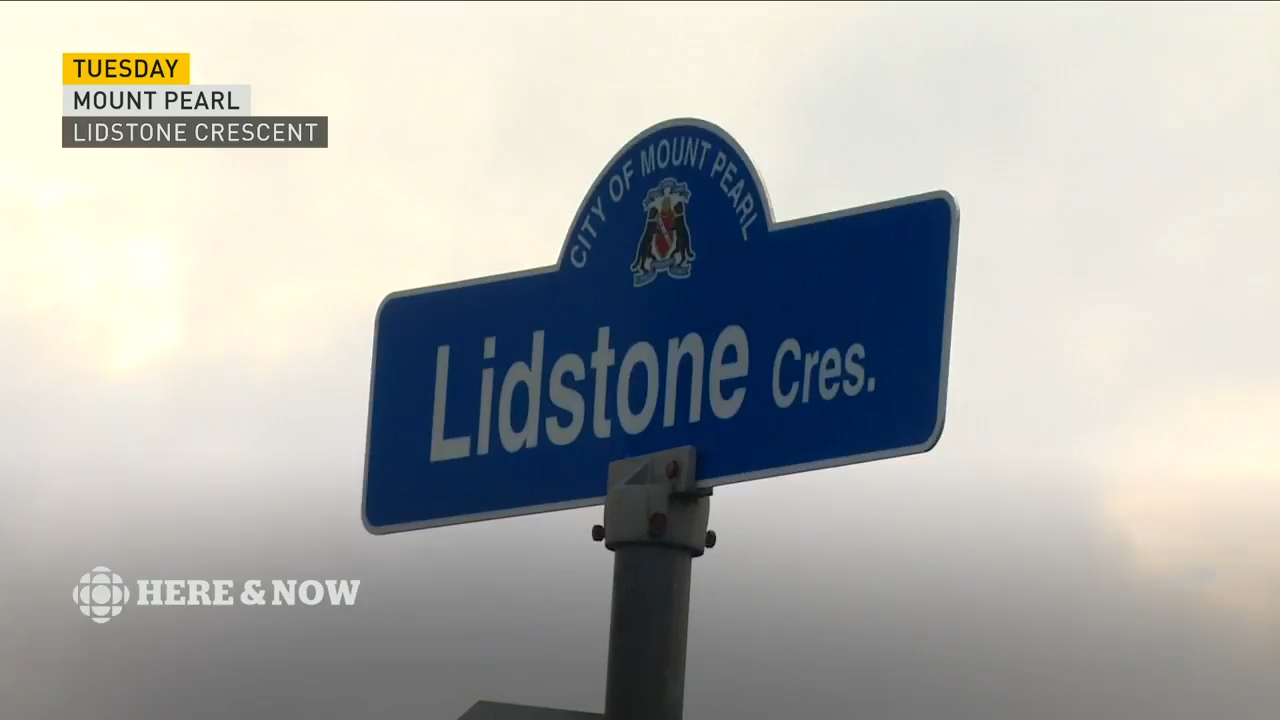 TUESDAY
MOUNT PEARL
LIDSTONE CRESCENT
CITY OF MOUNT PEARL
Lidstone Cres.
HERE & NOW